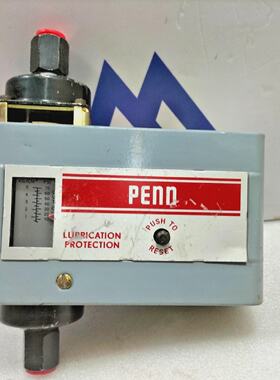 PENN
LUBRICATION
PROTECTION
PUSH TO
RESET